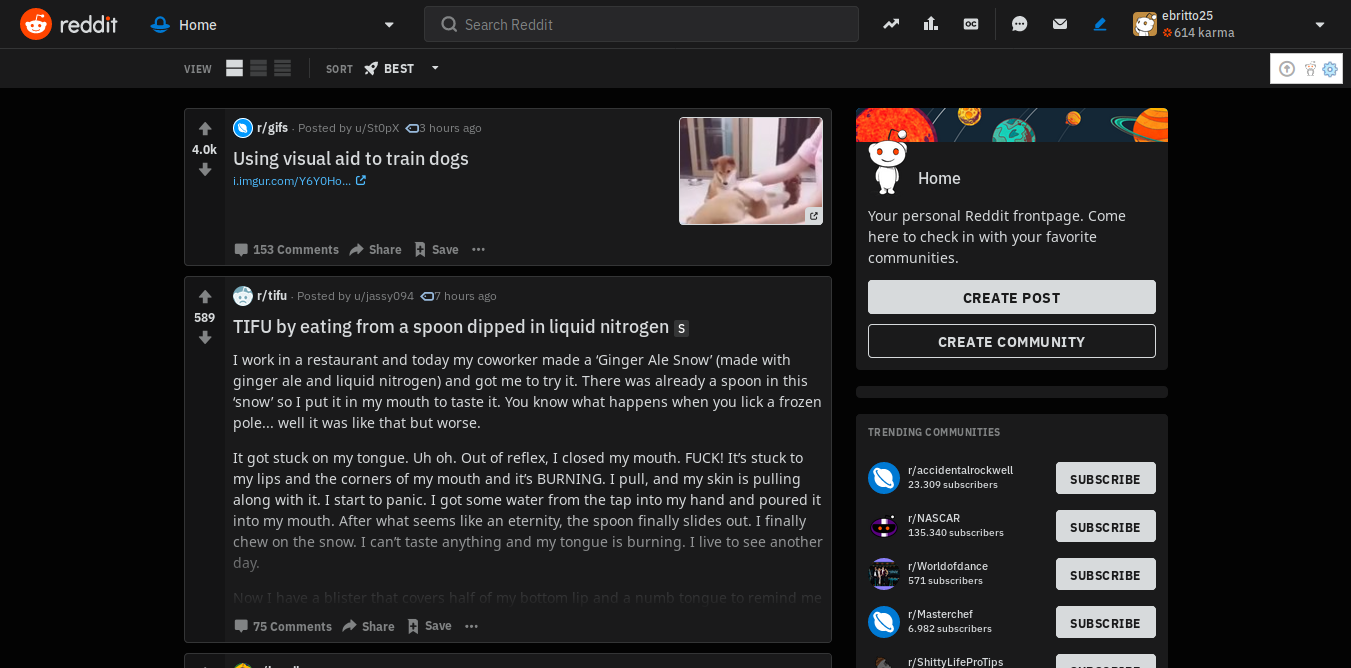 reddit
Home
Search Reddit
ebritto25
614 karma
VIEW
SORT
BEST
4.0k
r/gifs · Posted by u/St0pX 3 hours ago
Using visual aid to train dogs
i.imgur.com/Y6Y0Ho...
153 Comments Share Save
589
r/tifu · Posted by u/jassy094 7 hours ago
TIFU by eating from a spoon dipped in liquid nitrogen S
I work in a restaurant and today my coworker made a ‘Ginger Ale Snow’ (made with
ginger ale and liquid nitrogen) and got me to try it. There was already a spoon in this
‘snow’ so I put it in my mouth to taste it. You know what happens when you lick a frozen
pole... well it was like that but worse.
It got stuck on my tongue. Uh oh. Out of reflex, I closed my mouth. FUCK! It’s stuck to
my lips and the corners of my mouth and it’s BURNING. I pull, and my skin is pulling
along with it. I start to panic. I got some water from the tap into my hand and poured it
into my mouth. After what seems like an eternity, the spoon finally slides out. I finally
chew on the snow. I can’t taste anything and my tongue is burning. I live to see another
day.
Now I have a blister that covers half of my bottom lip and a numb tongue to remind me
75 Comments Share Save
Home
Your personal Reddit frontpage. Come
here to check in with your favorite
communities.
CREATE POST
CREATE COMMUNITY
TRENDING COMMUNITIES
r/accidentalrockwell
23.309 subscribers
SUBSCRIBE
r/NASCAR
135.340 subscribers
SUBSCRIBE
r/Worldofdance
571 subscribers
SUBSCRIBE
r/Masterchef
6.982 subscribers
SUBSCRIBE
r/ShittyLifeProTips